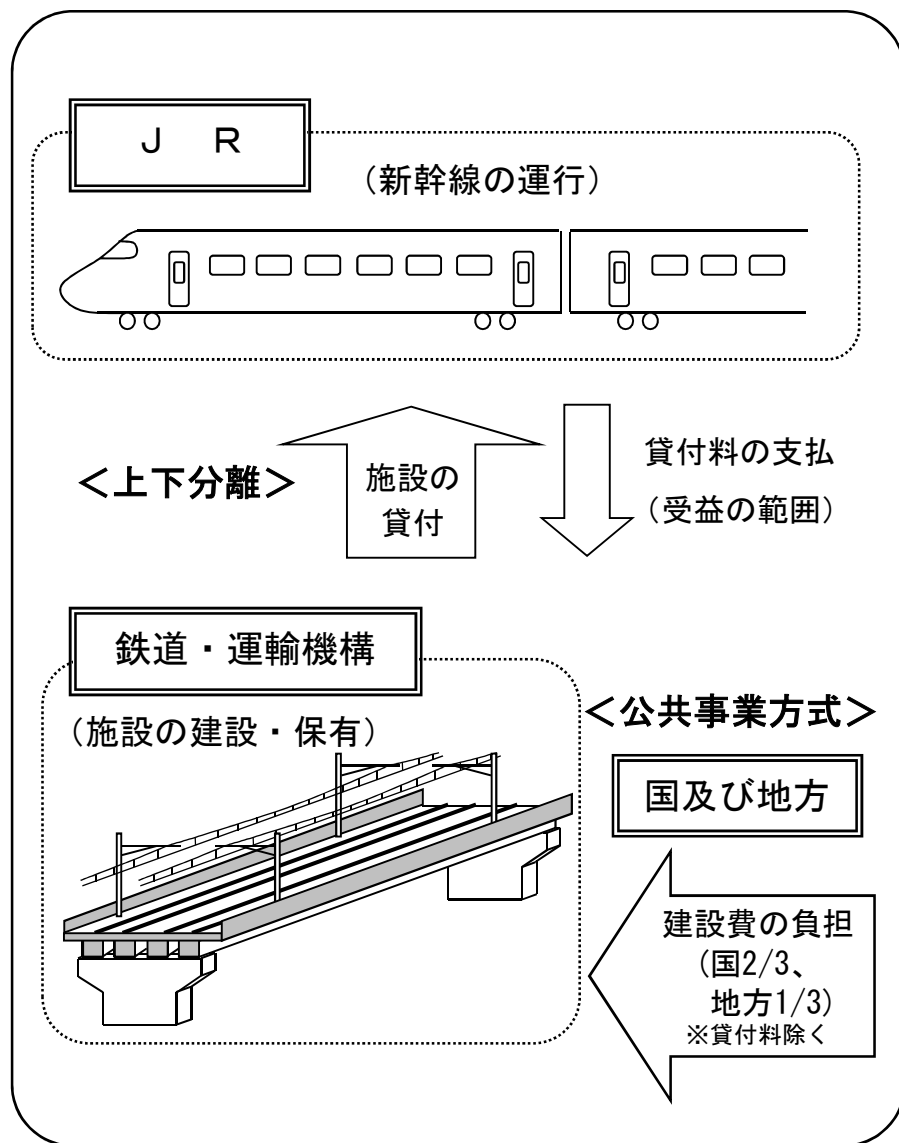 ＪＲ
（新幹線の運行）
＜上下分離＞
施設の
貸付
貸付料の支払
（受益の範囲）
鉄道・運輸機構
（施設の建設・保有）
＜公共事業方式＞
国及び地方
建設費の負担
（国2/3、
地方1/3）
※貸付料除く